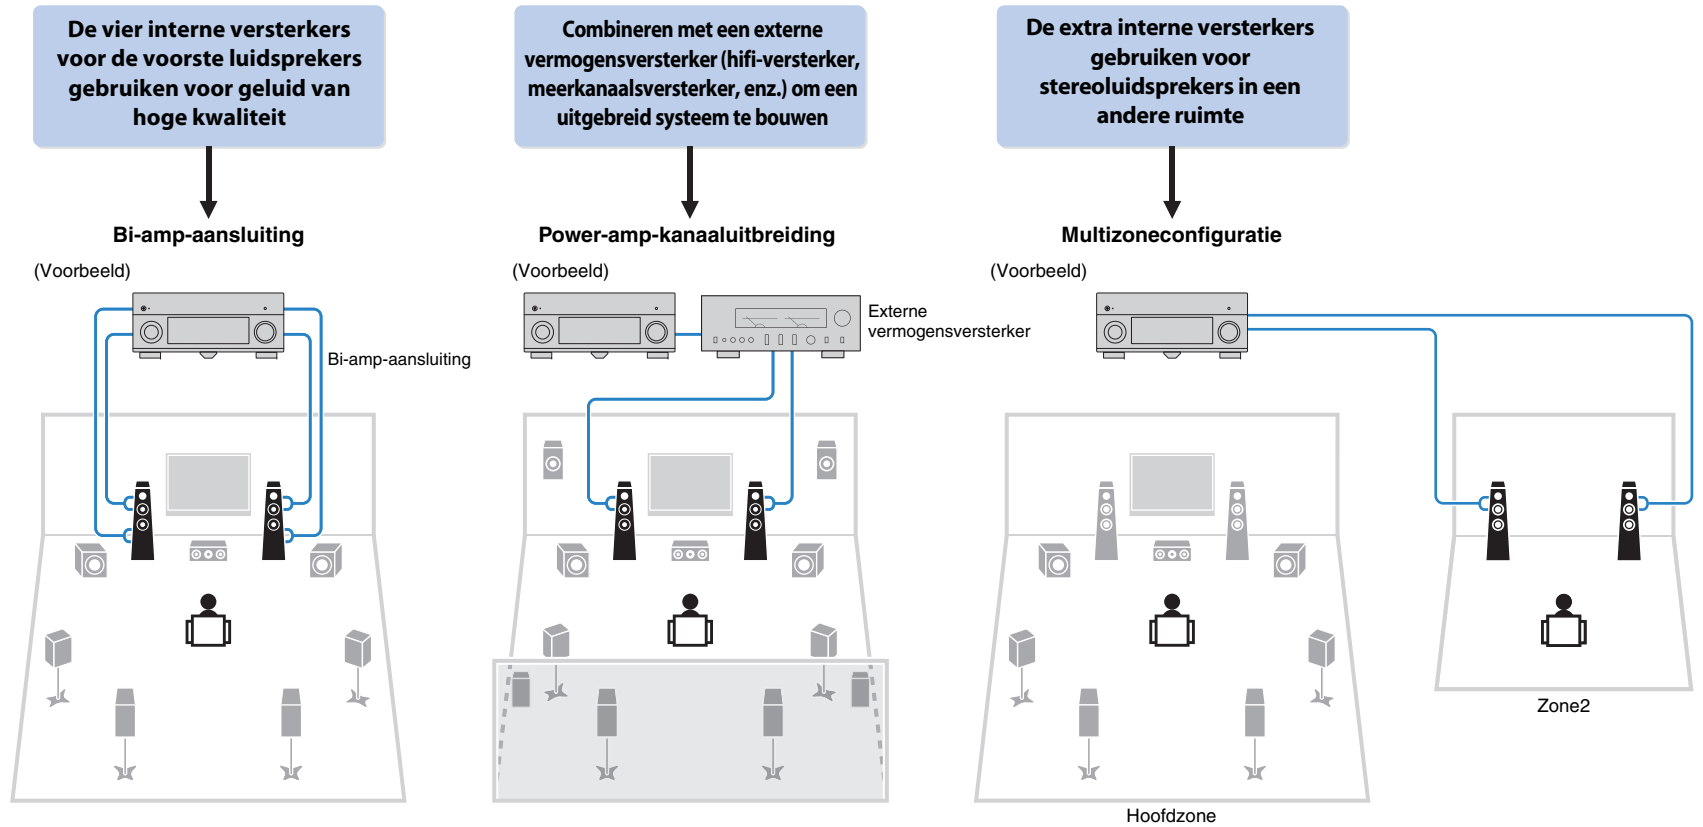 De vier interne versterkers
voor de voorste luidsprekers
gebruiken voor geluid van
hoge kwaliteit
Bi-amp-aansluiting
(Voorbeeld)
Bi-amp-aansluiting
Combineren met een externe
vermogensversterker (hifi-versterker,
meerkanaalsversterker, enz.) om een
uitgebreid systeem te bouwen
Power-amp-kanaaluitbreiding
(Voorbeeld)
Externe
vermogensversterker
De extra interne versterkers
gebruiken voor
stereoluidsprekers in een
andere ruimte
Multizoneconfiguratie
(Voorbeeld)
Zone2
Hoofdzone